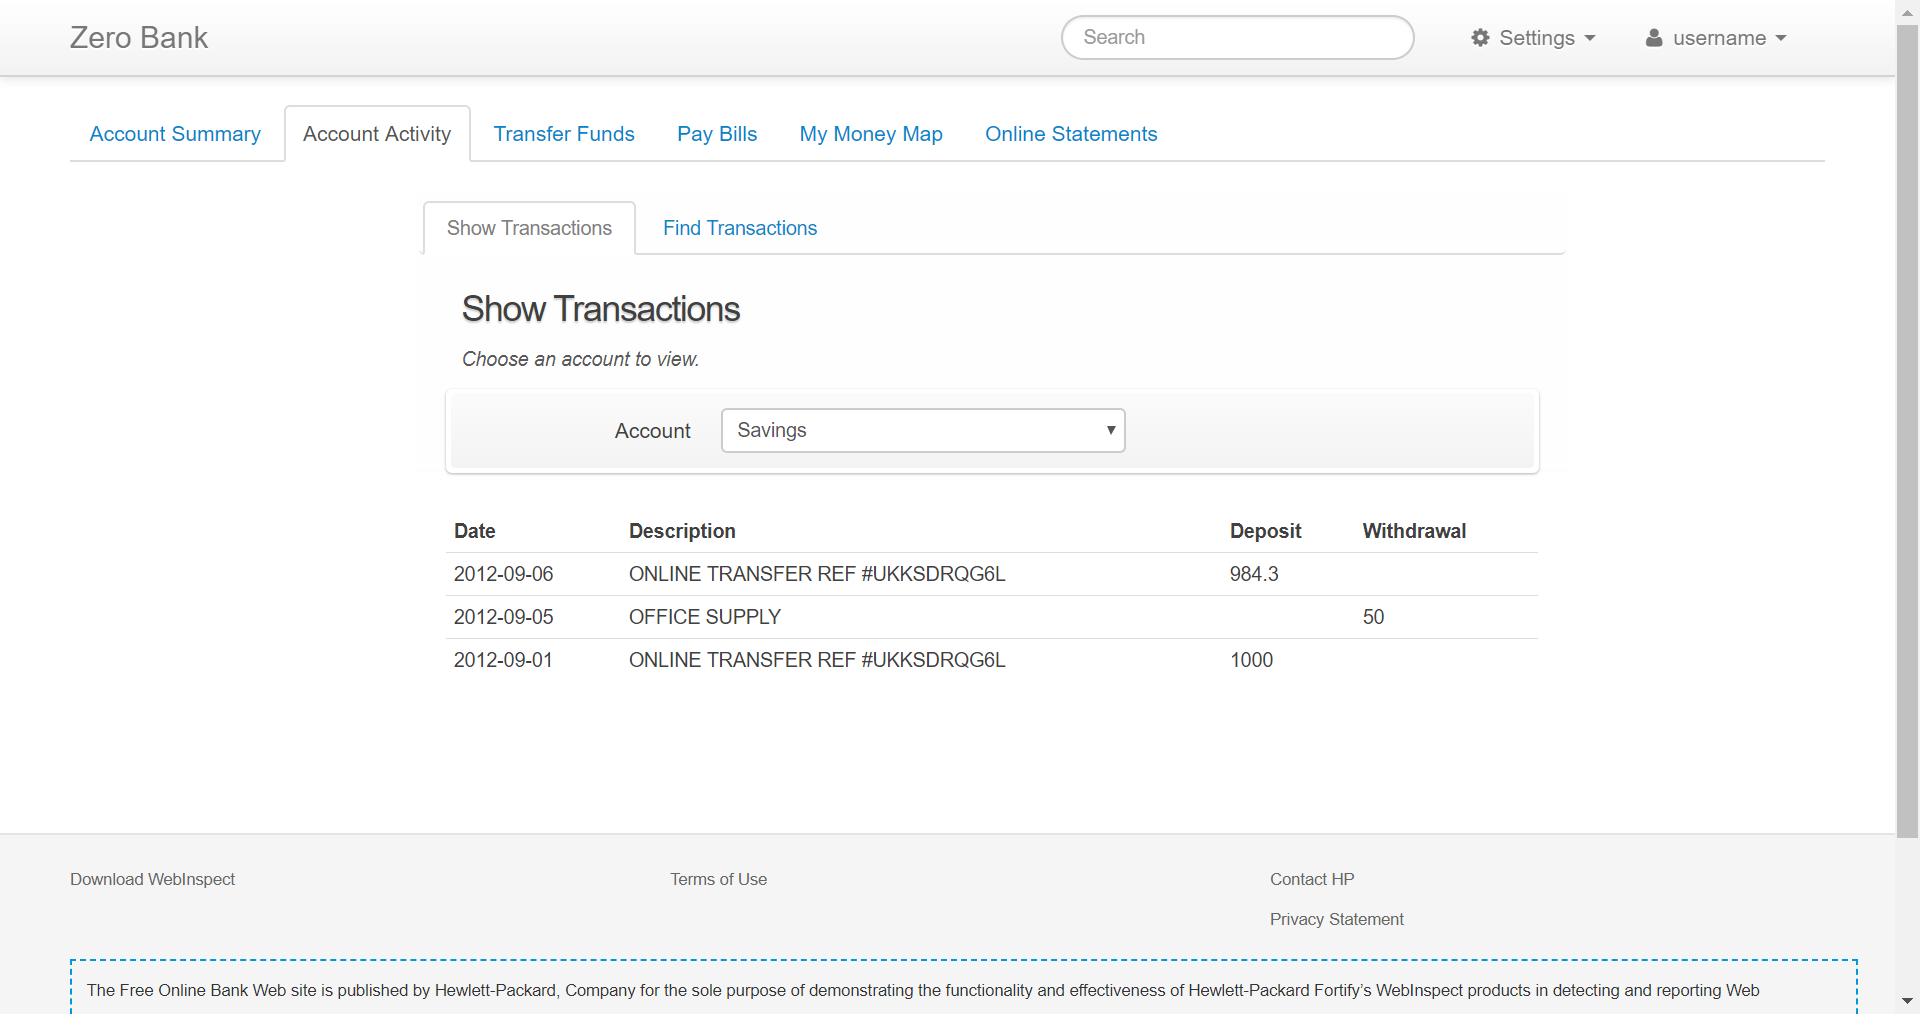 Zero Bank
Search
Settings
username
Account Summary
Account Activity
Transfer Funds
Pay Bills
My Money Map
Online Statements
Show Transactions
Find Transactions
Show Transactions
Choose an account to view.
Account
Savings
Date Description Deposit Withdrawal
2012-09-06 ONLINE TRANSFER REF #UKKSDRQG6L 984.3
2012-09-05 OFFICE SUPPLY 50
2012-09-01 ONLINE TRANSFER REF #UKKSDRQG6L 1000
Download WebInspect
Terms of Use
Contact HP
Privacy Statement
The Free Online Bank Web site is published by Hewlett-Packard, Company for the sole purpose of demonstrating the functionality and effectiveness of Hewlett-Packard Fortify’s WebInspect products in detecting and reporting Web